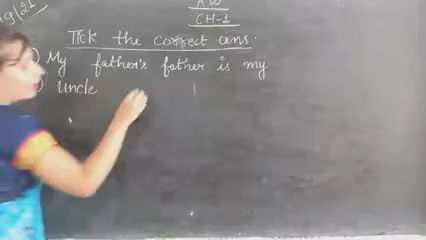 CH-1
Tick the correct ans.
My father's father is my
Uncle